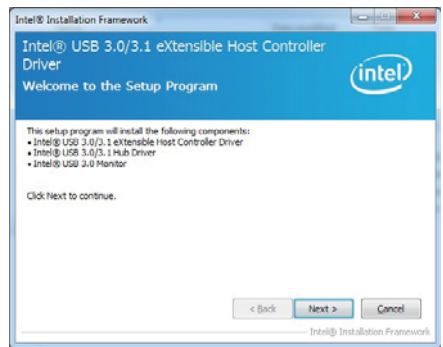 Intel® Installation Framework
Intel® USB 3.0/3.1 eXtensible Host Controller
Driver
Welcome to the Setup Program
intel
This setup program will install the following components:
• Intel® USB 3.0/3.1 eXtensible Host Controller Driver
• Intel® USB 3.0/3.1 Hub Driver
• Intel® USB 3.0 Monitor
Click Next to continue.
< Back Next > Cancel
Intel® Installation Framework